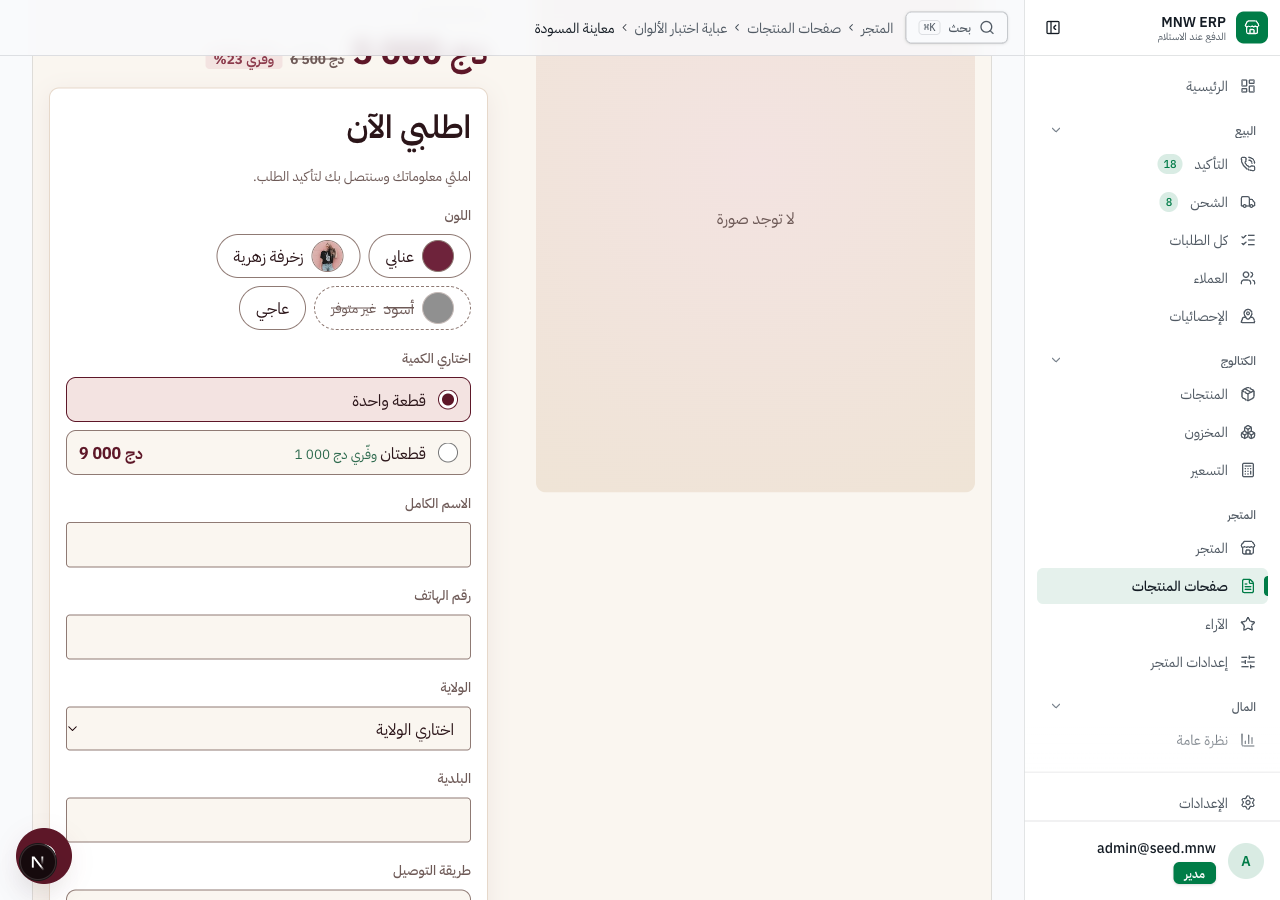 MNW ERP
الدفع عند الاستلام
الرئيسية
البيع
التأكيد 18
الشحن 8
كل الطلبات
العملاء
الإحصائيات
الكتالوج
المنتجات
المخزون
التسعير
المتجر
المتجر
صفحات المنتجات
الآراء
إعدادات المتجر
المال
نظرة عامة
الإعدادات
admin@seed.mnw
مدير
A
بحث ⌘K
المتجر › صفحات المنتجات › عباية اختبار الألوان › معاينة المسودة
لا توجد صورة
دج 5 000 دج 6 500 وفري 23%
اطلبي الآن
املئي معلوماتك وسنتصل بك لتأكيد الطلب.
اللون
عنابي زخرفة زهرية
أسود غير متوفر عاجي
اختاري الكمية
قطعة واحدة
قطعتان وفّري دج 1 000 دج 9 000
الاسم الكامل
رقم الهاتف
الولاية
اختاري الولاية
البلدية
طريقة التوصيل
N